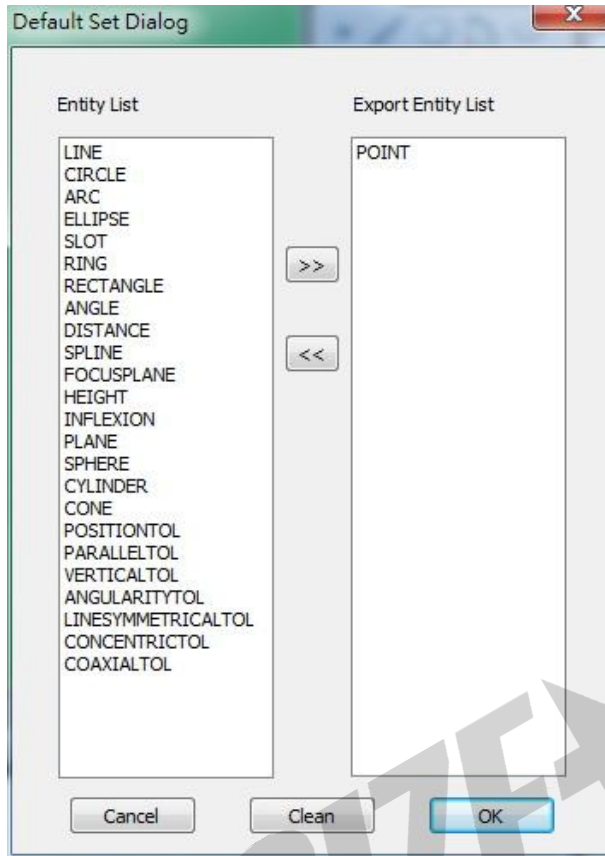 Default Set Dialog
Entity List
Export Entity List
LINE
CIRCLE
ARC
ELLIPSE
SLOT
RING
RECTANGLE
ANGLE
DISTANCE
SPLINE
FOCUSPLANE
HEIGHT
INFLEXION
PLANE
SPHERE
CYLINDER
CONE
POSITIONTOL
PARALLELTOL
VERTICALTOL
ANGULARITYTOL
LINESYMMETRICALTOL
CONCENTRICTOL
COAXIALTOL
>>
<<
POINT
Cancel
Clean
OK